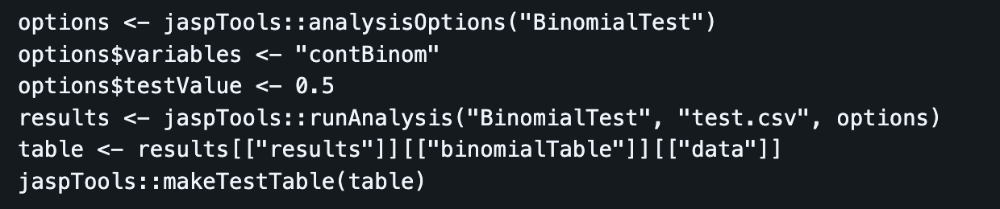 options <- jaspTools::analysisOptions("BinomialTest")
options$variables <- "contBinom"
options$testValue <- 0.5
results <- jaspTools::runAnalysis("BinomialTest", "test.csv", options)
table <- results[["results"]][["binomialTable"]][["data"]]
jaspTools::makeTestTable(table)